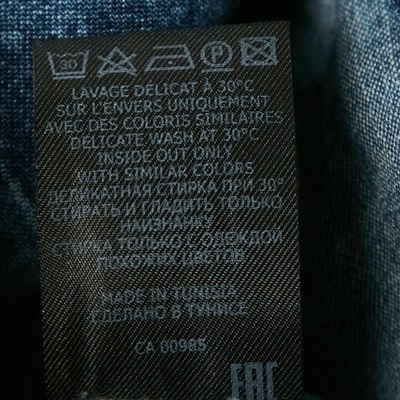 30 P
LAVAGE DELICAT À 30°C
SUR L'ENVERS UNIQUEMENT
AVEC DES COLORIS SIMILAIRES
DELICATE WASH AT 30°C
INSIDE OUT ONLY
WITH SIMILAR COLORS
ДЕЛИКАТНАЯ СТИРКА ПРИ 30°
СТИРАТЬ И ГЛАДИТЬ ТОЛЬКО
НАИЗНАНКУ
СТИРКА ТОЛЬКО С ОДЕЖДОЙ
ПОХОЖИХ ЦВЕТОВ
MADE IN TUNISIA
СДЕЛАНО В ТУНИСЕ
CA 00985
EAC